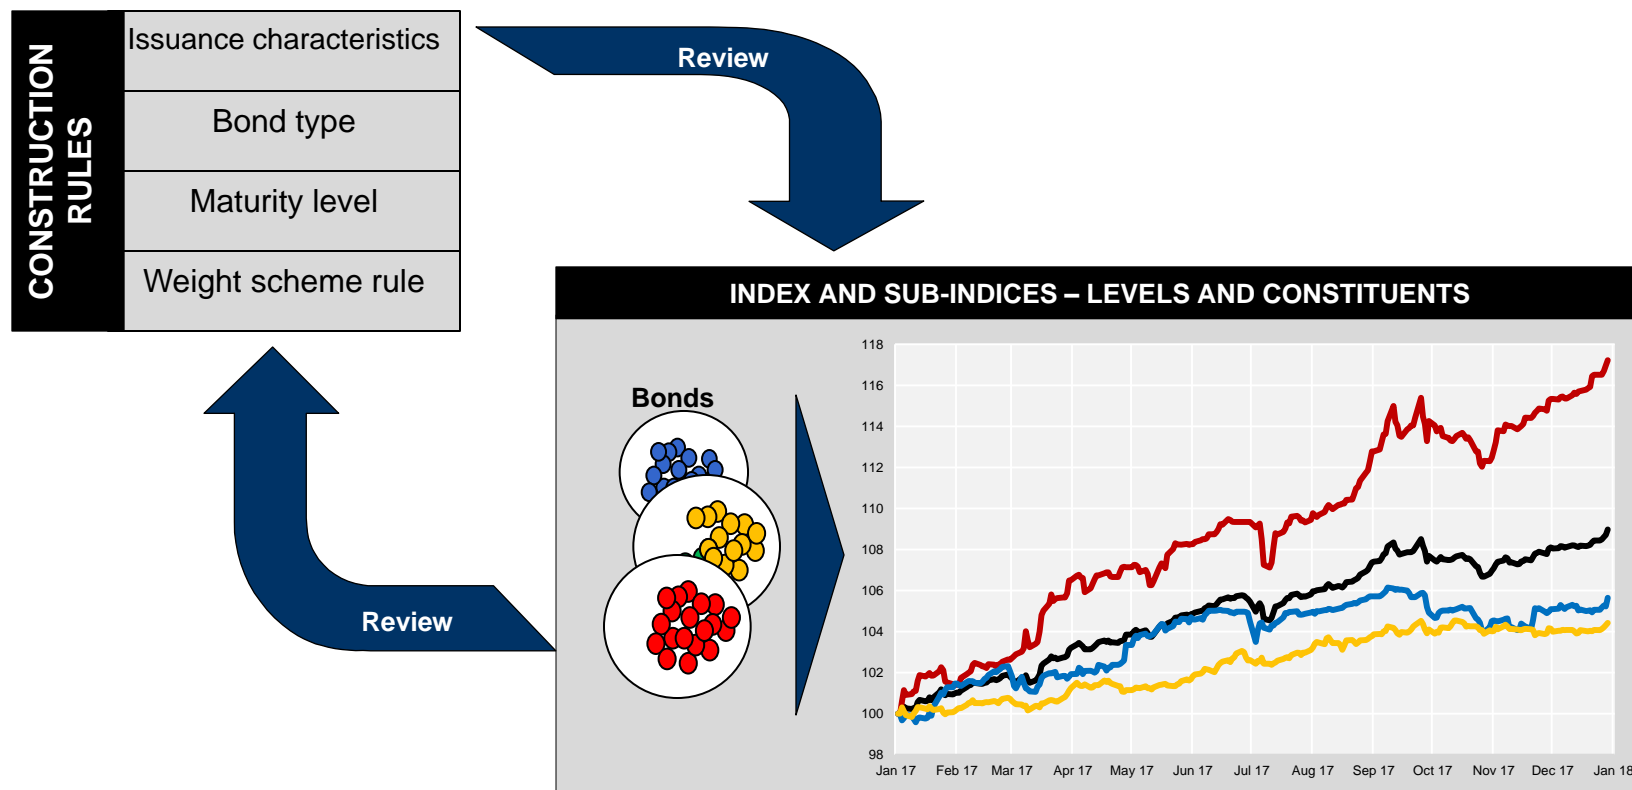 CONSTRUCTION
RULES
Issuance characteristics
Bond type
Maturity level
Weight scheme rule
Review
Review
INDEX AND SUB-INDICES – LEVELS AND CONSTITUENTS
Bonds
118
116
114
112
110
108
106
104
102
100
98
Jan 17 Feb 17 Mar 17 Apr 17 May 17 Jun 17 Jul 17 Aug 17 Sep 17 Oct 17 Nov 17 Dec 17 Jan 18